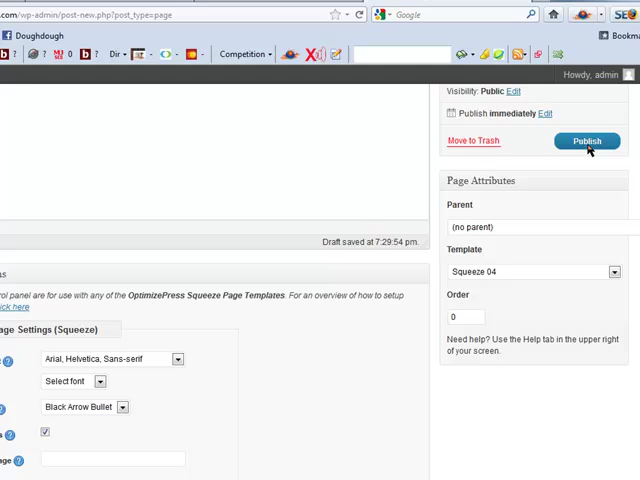 .com/wp-admin/post-new.php?post_type=page
Google
SEO
Doughdough
Bookma
b ?
MJ 0
b ?
Dir
Competition
Howdy, admin
Visibility: Public Edit
Publish immediately Edit
Move to Trash
Publish
Page Attributes
Parent
(no parent)
Draft saved at 7:29:54 pm.
Template
ns
Squeeze 04
rol panel are for use with any of the OptimizePress Squeeze Page Templates. For an overview of how to setup
lick here
Order
age Settings (Squeeze)
0
Need help? Use the Help tab in the upper right
of your screen.
Arial, Helvetica, Sans-serif
Select font
Black Arrow Bullet
s
age